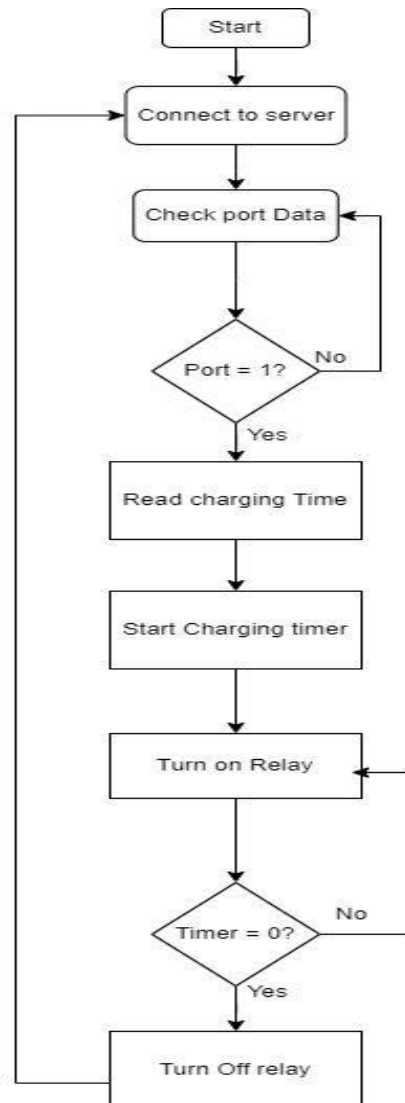 Start
Connect to server
Check port Data
Port = 1?
No
Yes
Read charging Time
Start Charging timer
Turn on Relay
Timer = 0?
No
Yes
Turn Off relay